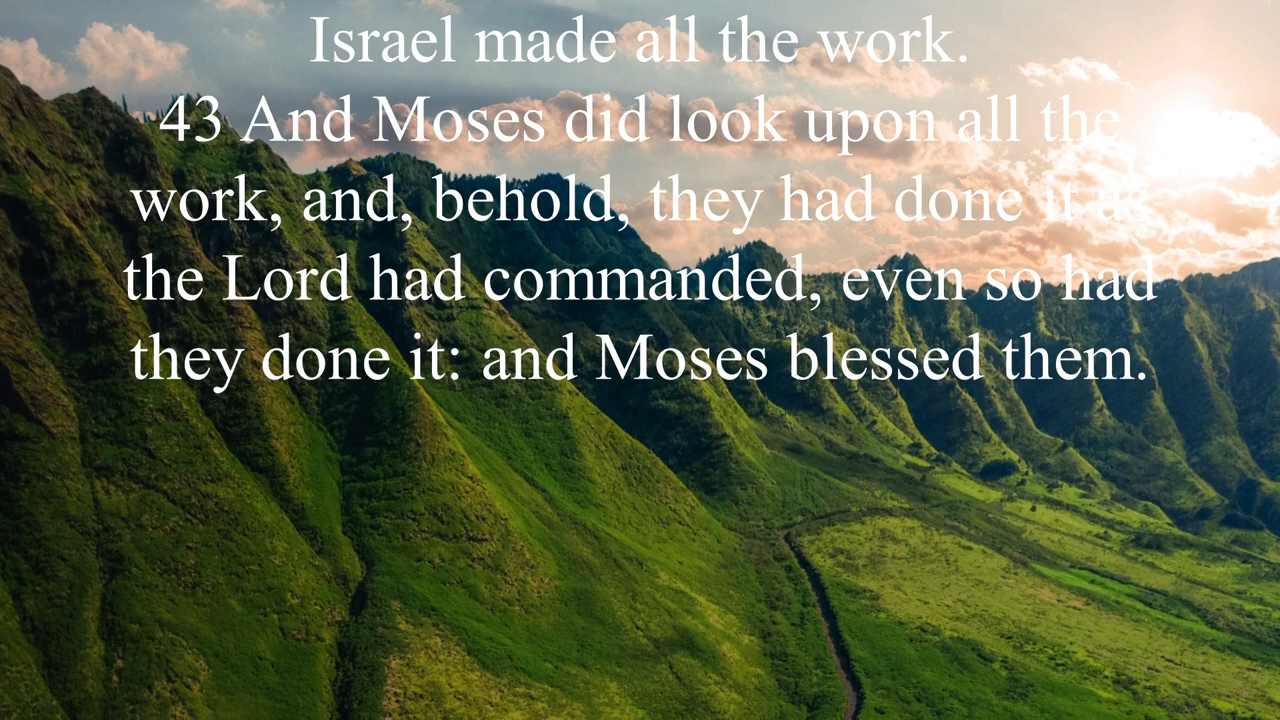 Israel made all the work.
43 And Moses did look upon all the
work, and, behold, they had done it as
the Lord had commanded, even so had
they done it: and Moses blessed them.